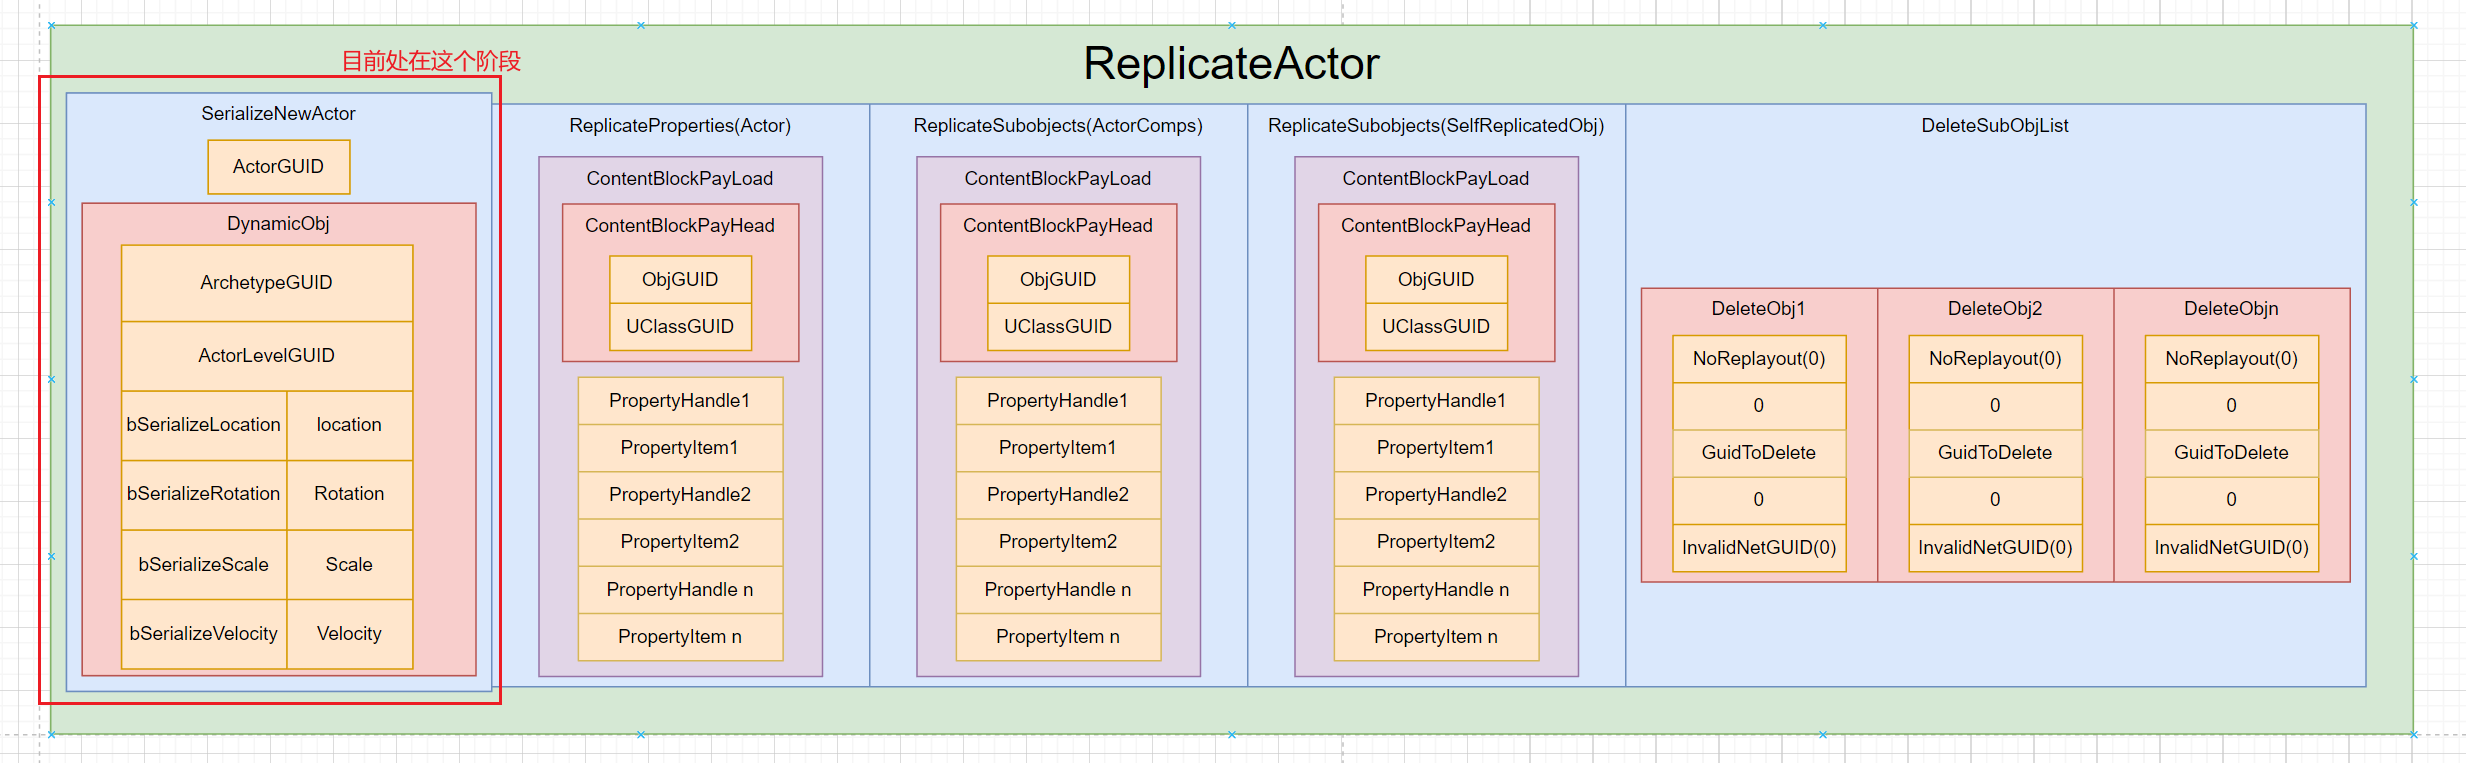 目前处在这个阶段
ReplicateActor
SerializeNewActor
ActorGUID
DynamicObj
ArchetypeGUID
ActorLevelGUID
bSerializeLocation
location
bSerializeRotation
Rotation
bSerializeScale
Scale
bSerializeVelocity
Velocity
ReplicateProperties(Actor)
ContentBlockPayLoad
ContentBlockPayHead
ObjGUID
UClassGUID
PropertyHandle1
PropertyItem1
PropertyHandle2
PropertyItem2
PropertyHandle n
PropertyItem n
ReplicateSubobjects(ActorComps)
ContentBlockPayLoad
ContentBlockPayHead
ObjGUID
UClassGUID
PropertyHandle1
PropertyItem1
PropertyHandle2
PropertyItem2
PropertyHandle n
PropertyItem n
ReplicateSubobjects(SelfReplicatedObj)
ContentBlockPayLoad
ContentBlockPayHead
ObjGUID
UClassGUID
PropertyHandle1
PropertyItem1
PropertyHandle2
PropertyItem2
PropertyHandle n
PropertyItem n
DeleteSubObjList
DeleteObj1
NoReplayout(0)
0
GuidToDelete
0
InvalidNetGUID(0)
DeleteObj2
NoReplayout(0)
0
GuidToDelete
0
InvalidNetGUID(0)
DeleteObjn
NoReplayout(0)
0
GuidToDelete
0
InvalidNetGUID(0)